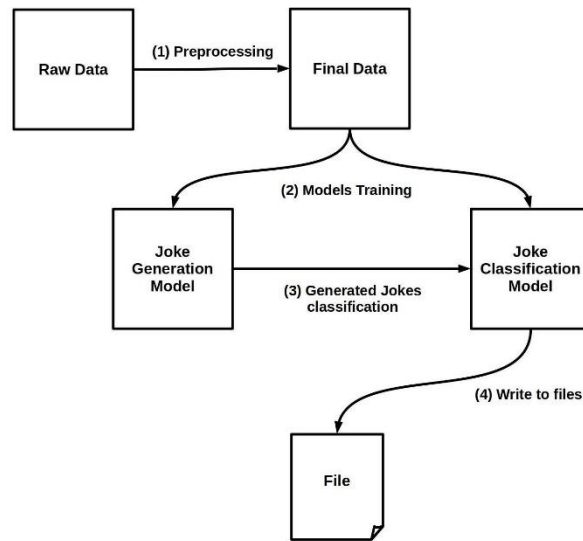 (1) Preprocessing
Raw Data
Final Data
(2) Models Training
Joke
Generation
Model
Joke
Classification
Model
(3) Generated Jokes
classification
(4) Write to files
File